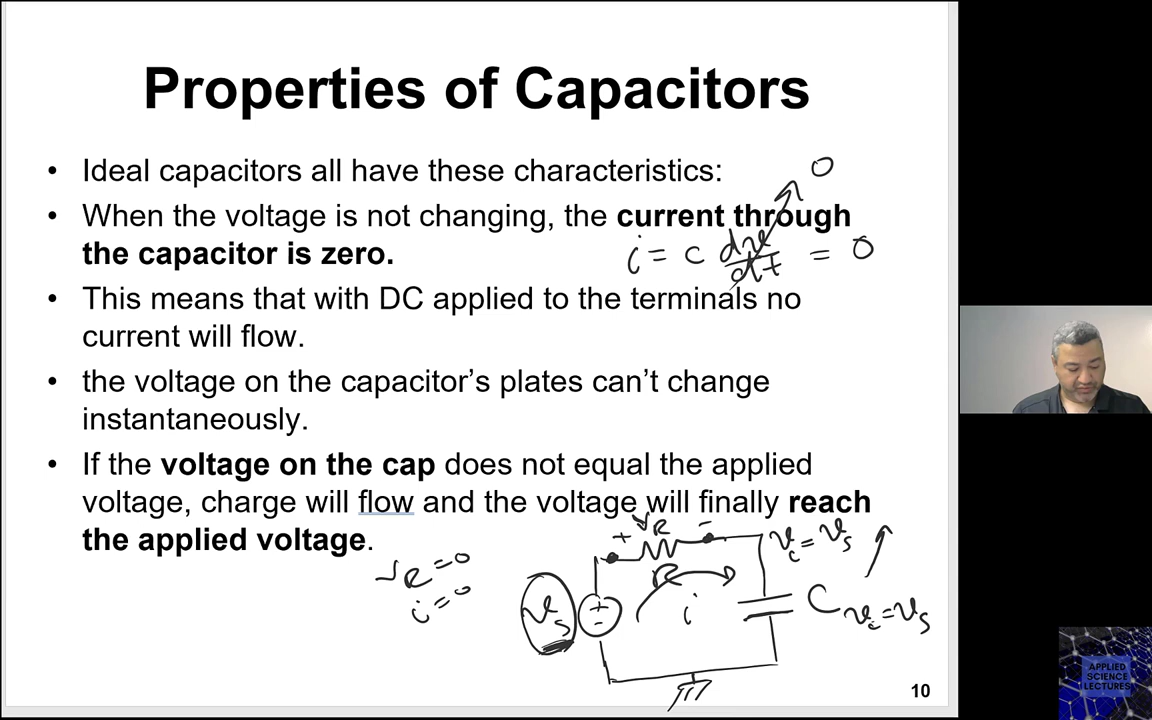 Properties of Capacitors
• Ideal capacitors all have these characteristics:
0
• When the voltage is not changing, the current through
the capacitor is zero.
i = c dv/dt = 0
• This means that with DC applied to the terminals no
current will flow.
• the voltage on the capacitor's plates can't change
instantaneously.
• If the voltage on the cap does not equal the applied
voltage, charge will flow and the voltage will finally reach
the applied voltage.
+ vR -
vc = vs
vR = 0
i = 0
R
vs
+
-
i
C
vc = vs
10
APPLIED
SCIENCE
LECTURES